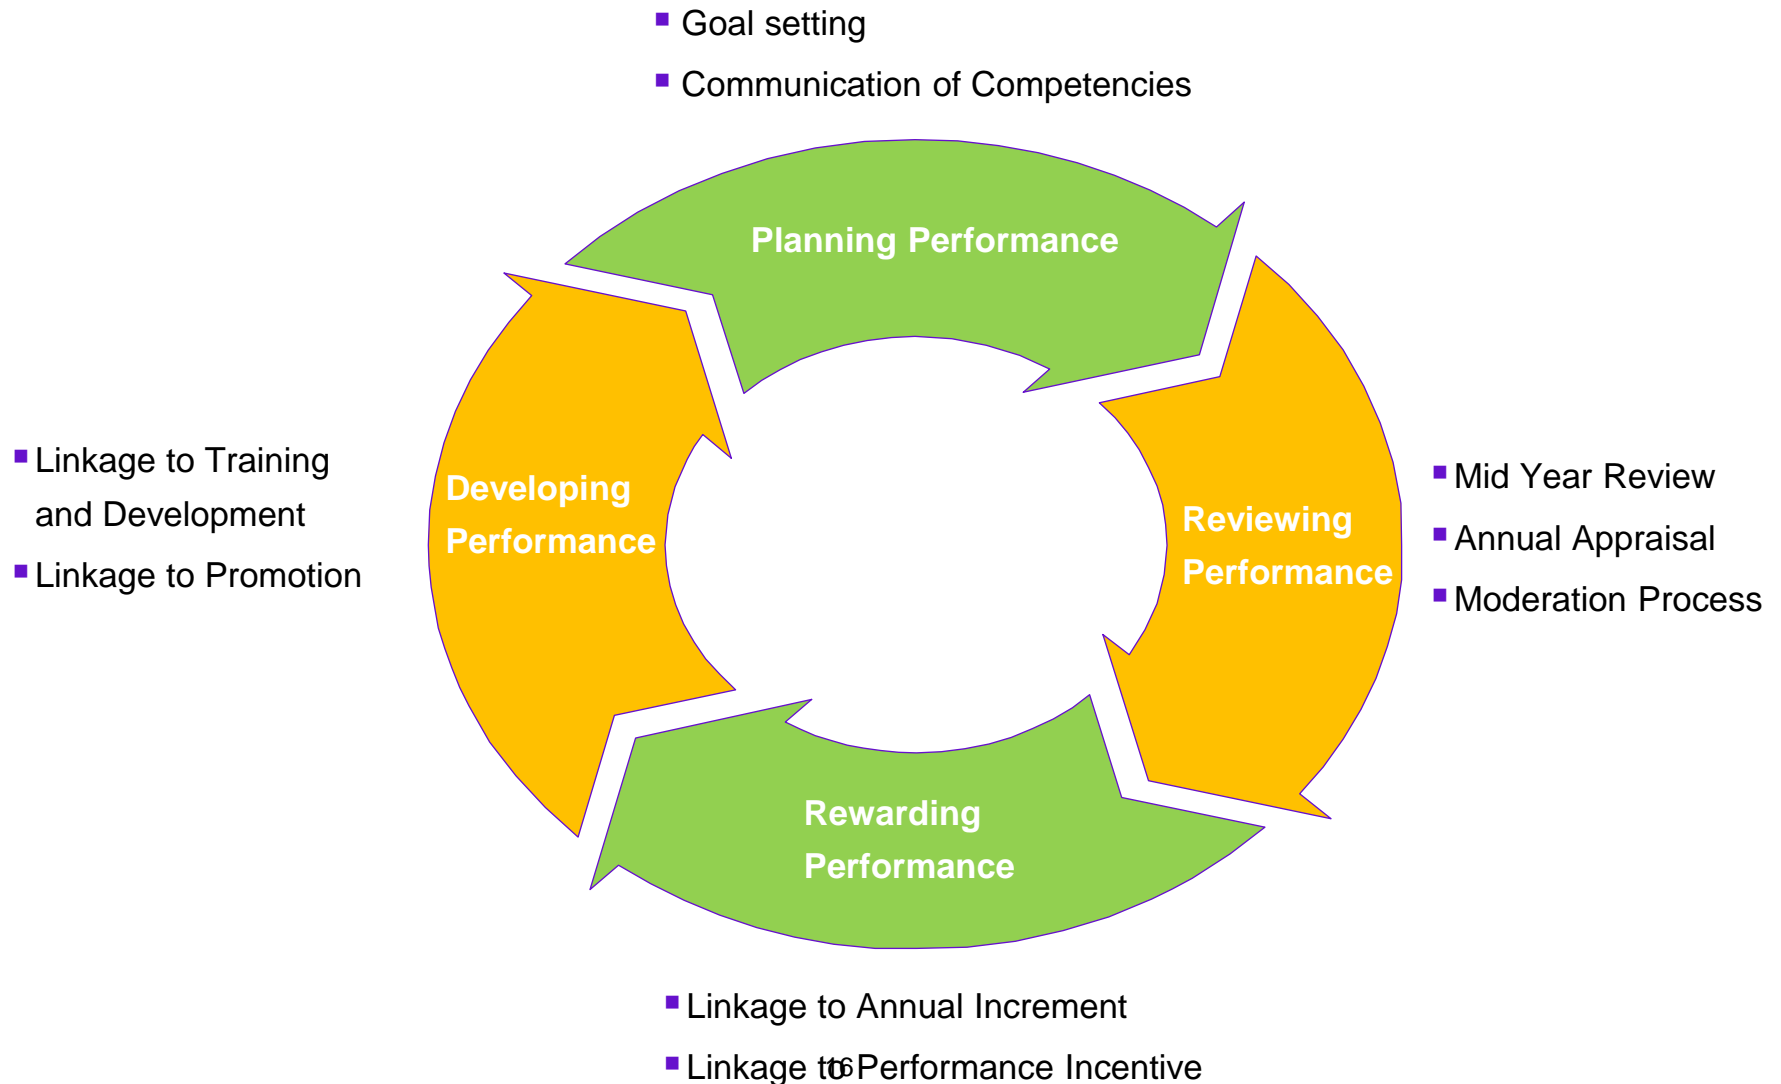 ▪ Goal setting
▪ Communication of Competencies
Planning Performance
▪ Linkage to Training
and Development
▪ Linkage to Promotion
Developing
Performance
Reviewing
Performance
▪ Mid Year Review
▪ Annual Appraisal
▪ Moderation Process
Rewarding
Performance
▪ Linkage to Annual Increment
▪ Linkage to Performance Incentive
16